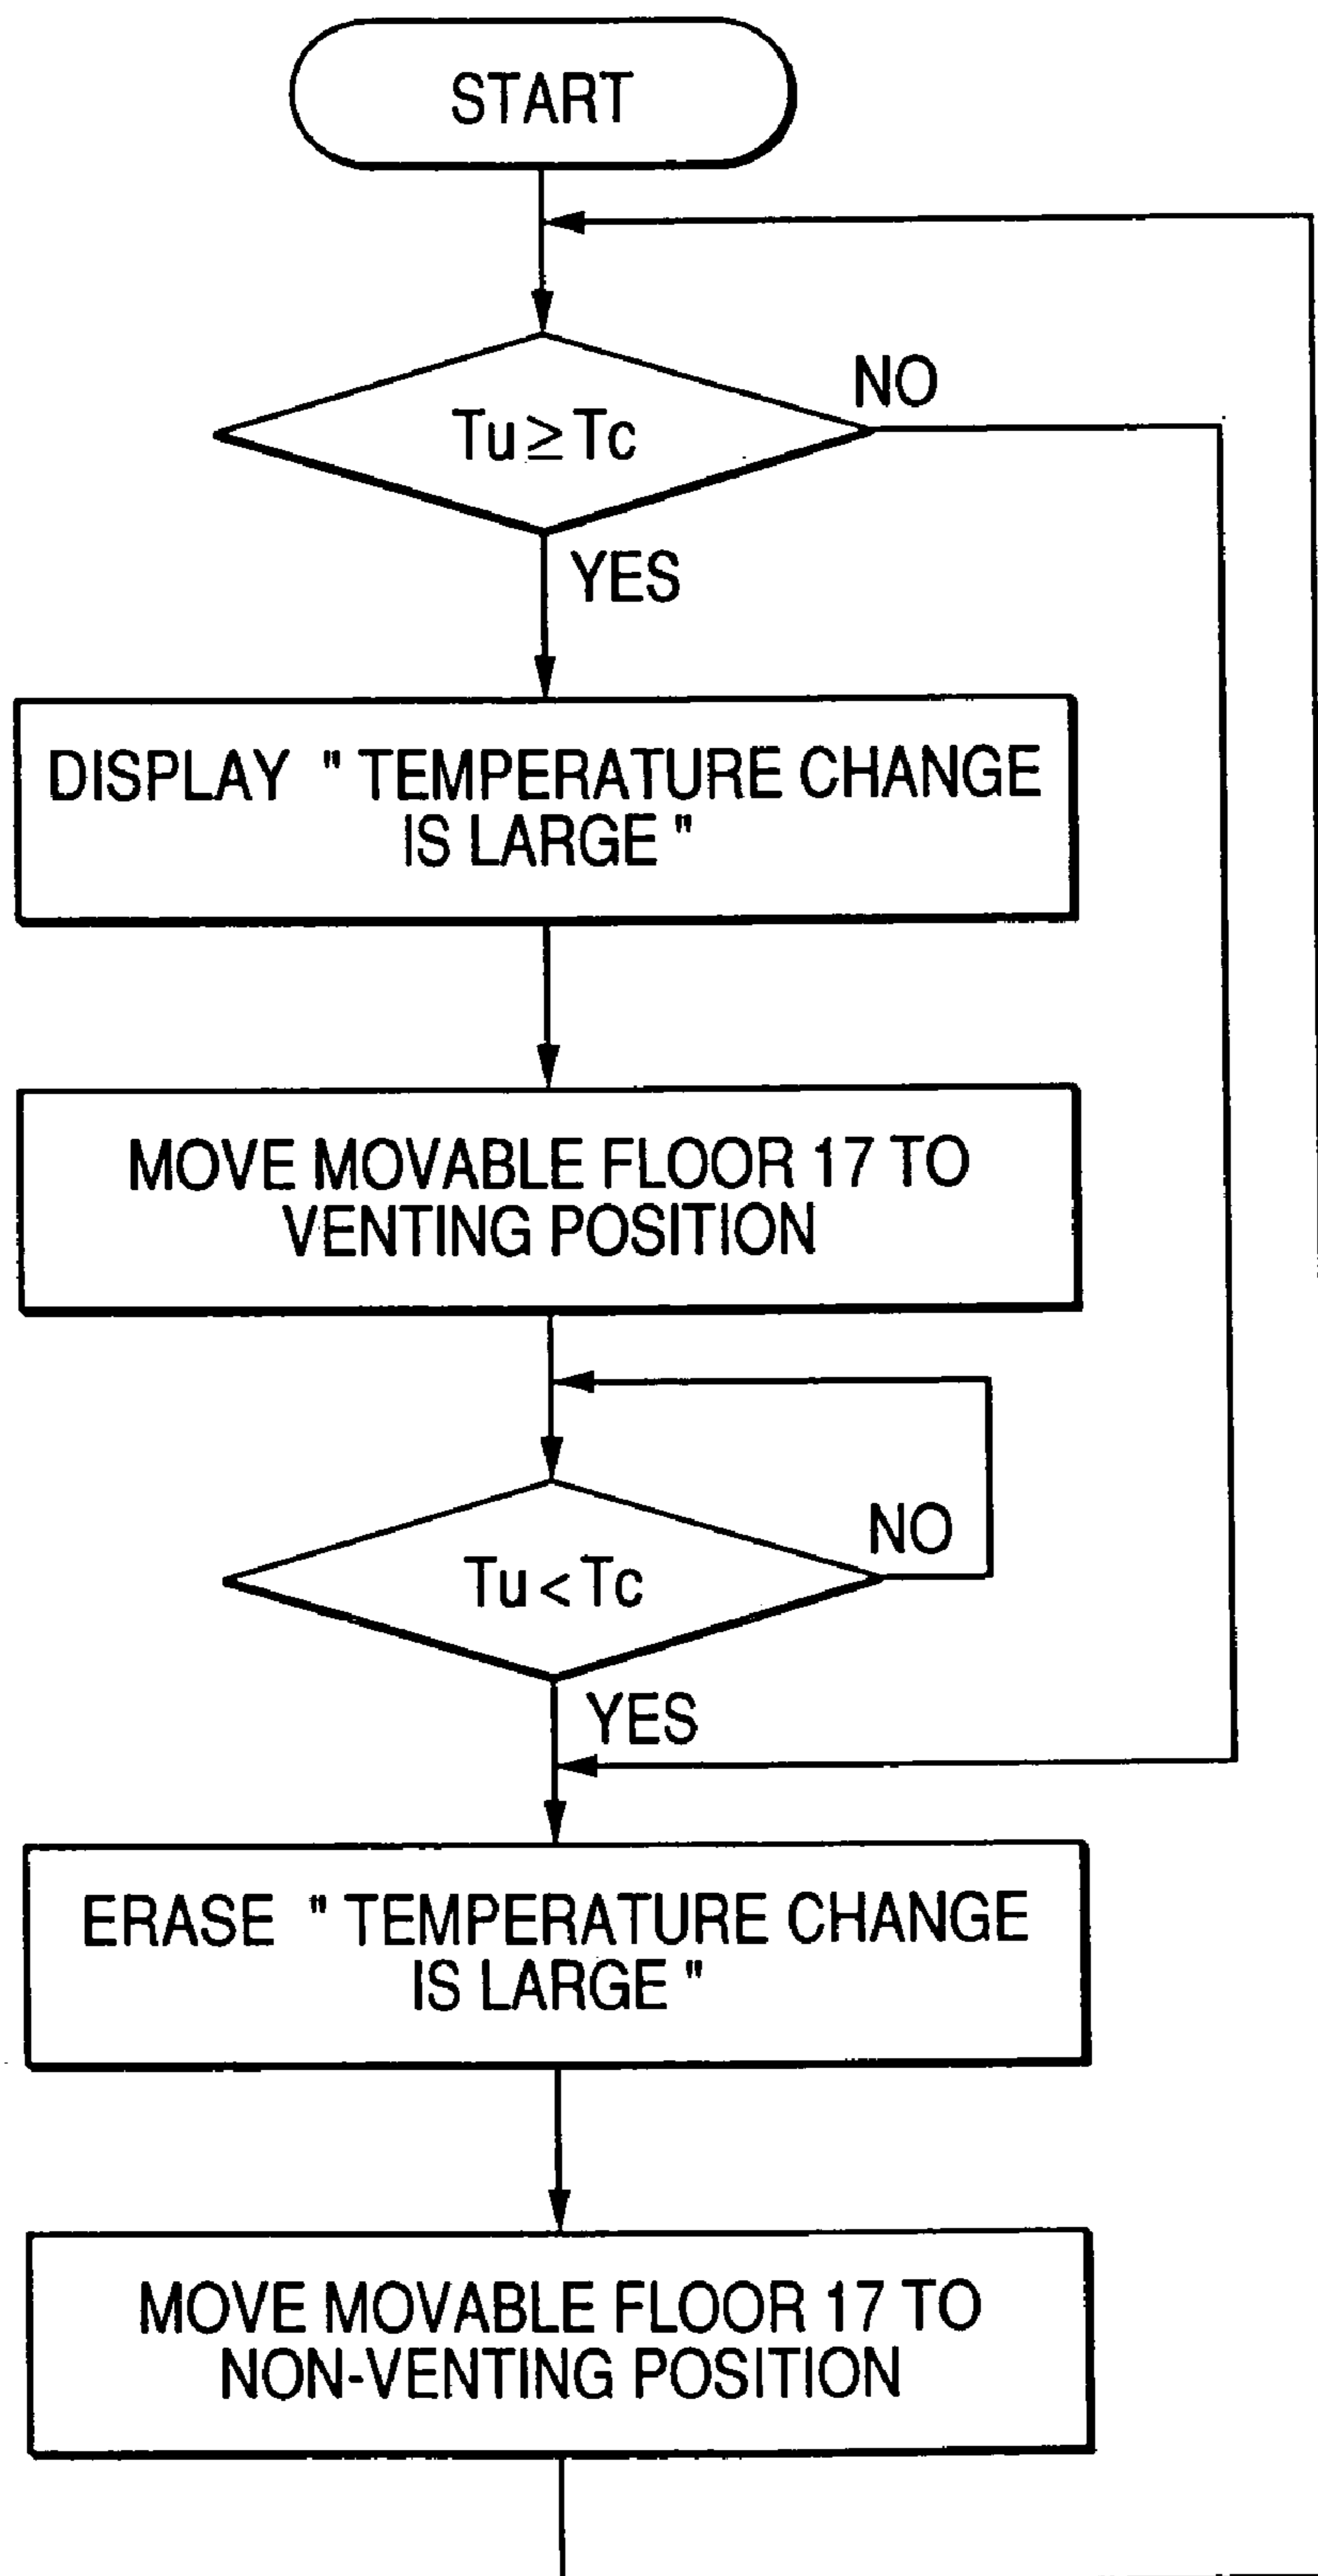 START
Tu≥Tc
NO
YES
DISPLAY " TEMPERATURE CHANGE
IS LARGE "
MOVE MOVABLE FLOOR 17 TO
VENTING POSITION
Tu<Tc
NO
YES
ERASE " TEMPERATURE CHANGE
IS LARGE "
MOVE MOVABLE FLOOR 17 TO
NON-VENTING POSITION